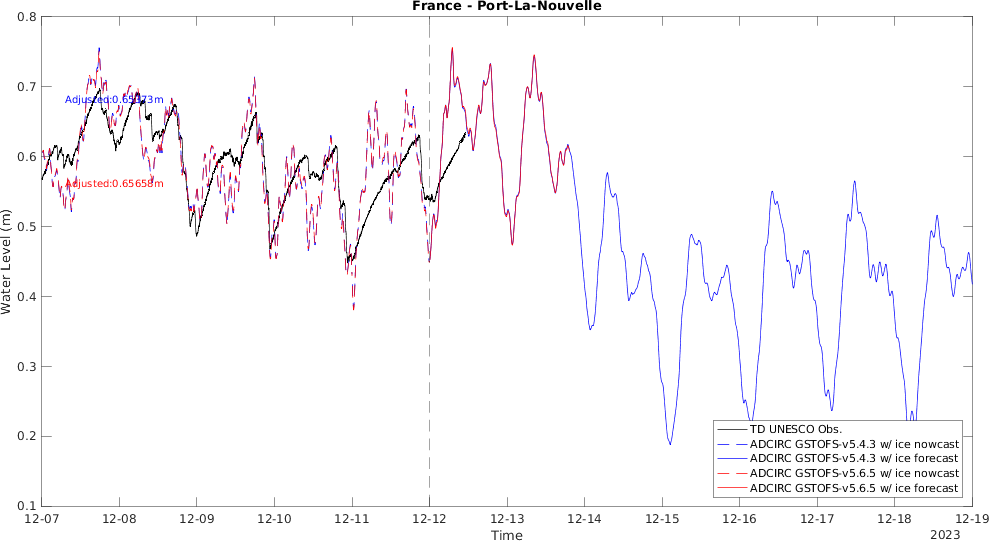 France - Port-La-Nouvelle
Water Level (m)
0.8
0.7
0.6
0.5
0.4
0.3
0.2
0.1
Adjusted:0.65673m
Adjusted:0.65658m
TD UNESCO Obs.
ADCIRC GSTOFS-v5.4.3 w/ ice nowcast
ADCIRC GSTOFS-v5.4.3 w/ ice forecast
ADCIRC GSTOFS-v5.6.5 w/ ice nowcast
ADCIRC GSTOFS-v5.6.5 w/ ice forecast
12-07 12-08 12-09 12-10 12-11 12-12 12-13 12-14 12-15 12-16 12-17 12-18 12-19
Time
2023